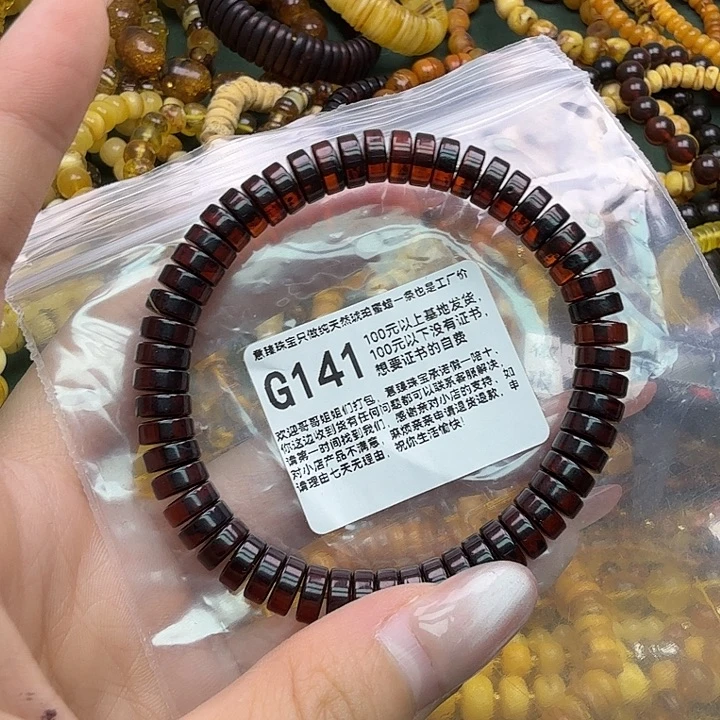 意臻珠宝只做纯天然琥珀蜜蜡一条也是工厂价
G141
100元以上基地发货，
100元以下没有证书，
想要证书的自费
欢迎哥哥姐姐们打包，意臻珠宝承诺假一赔十，
你这边收到货有任何问题都可以联系客服解决，如
请第一时间找到我们，感谢亲对小店的支持，
对小店产品不满意，麻烦亲亲申请退货退款，申
请理由七天无理由，祝你生活愉快！